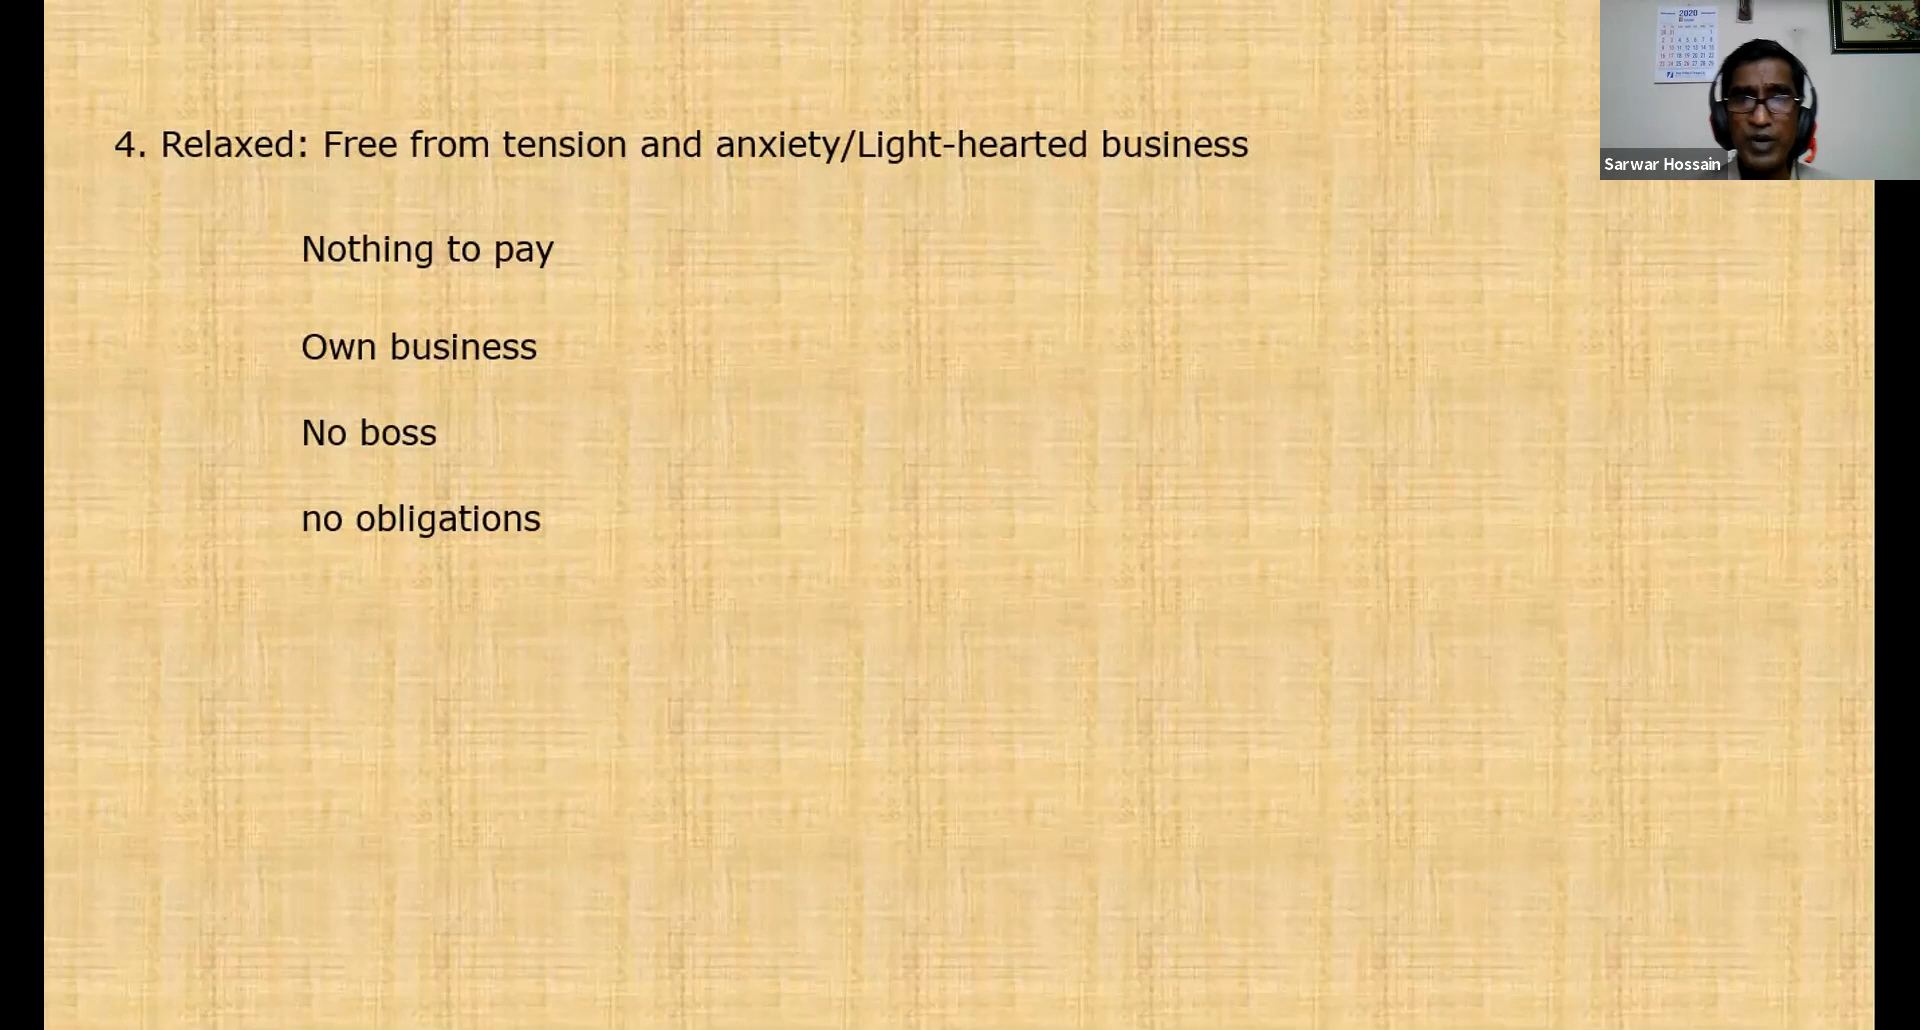 4. Relaxed: Free from tension and anxiety/Light-hearted business
Nothing to pay
Own business
No boss
no obligations
2020
Sarwar Hossain